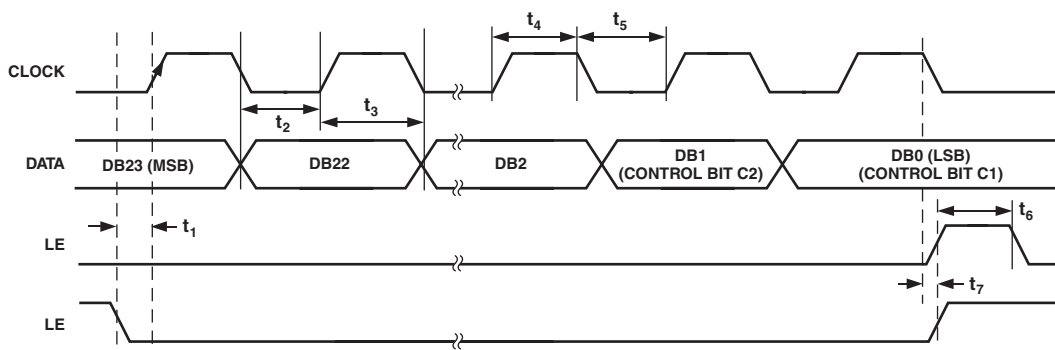 t4
t5
CLOCK
t2
t3
DATA
DB23 (MSB)
DB22
DB2
DB1
(CONTROL BIT C2)
DB0 (LSB)
(CONTROL BIT C1)
t1
t6
LE
t7
LE